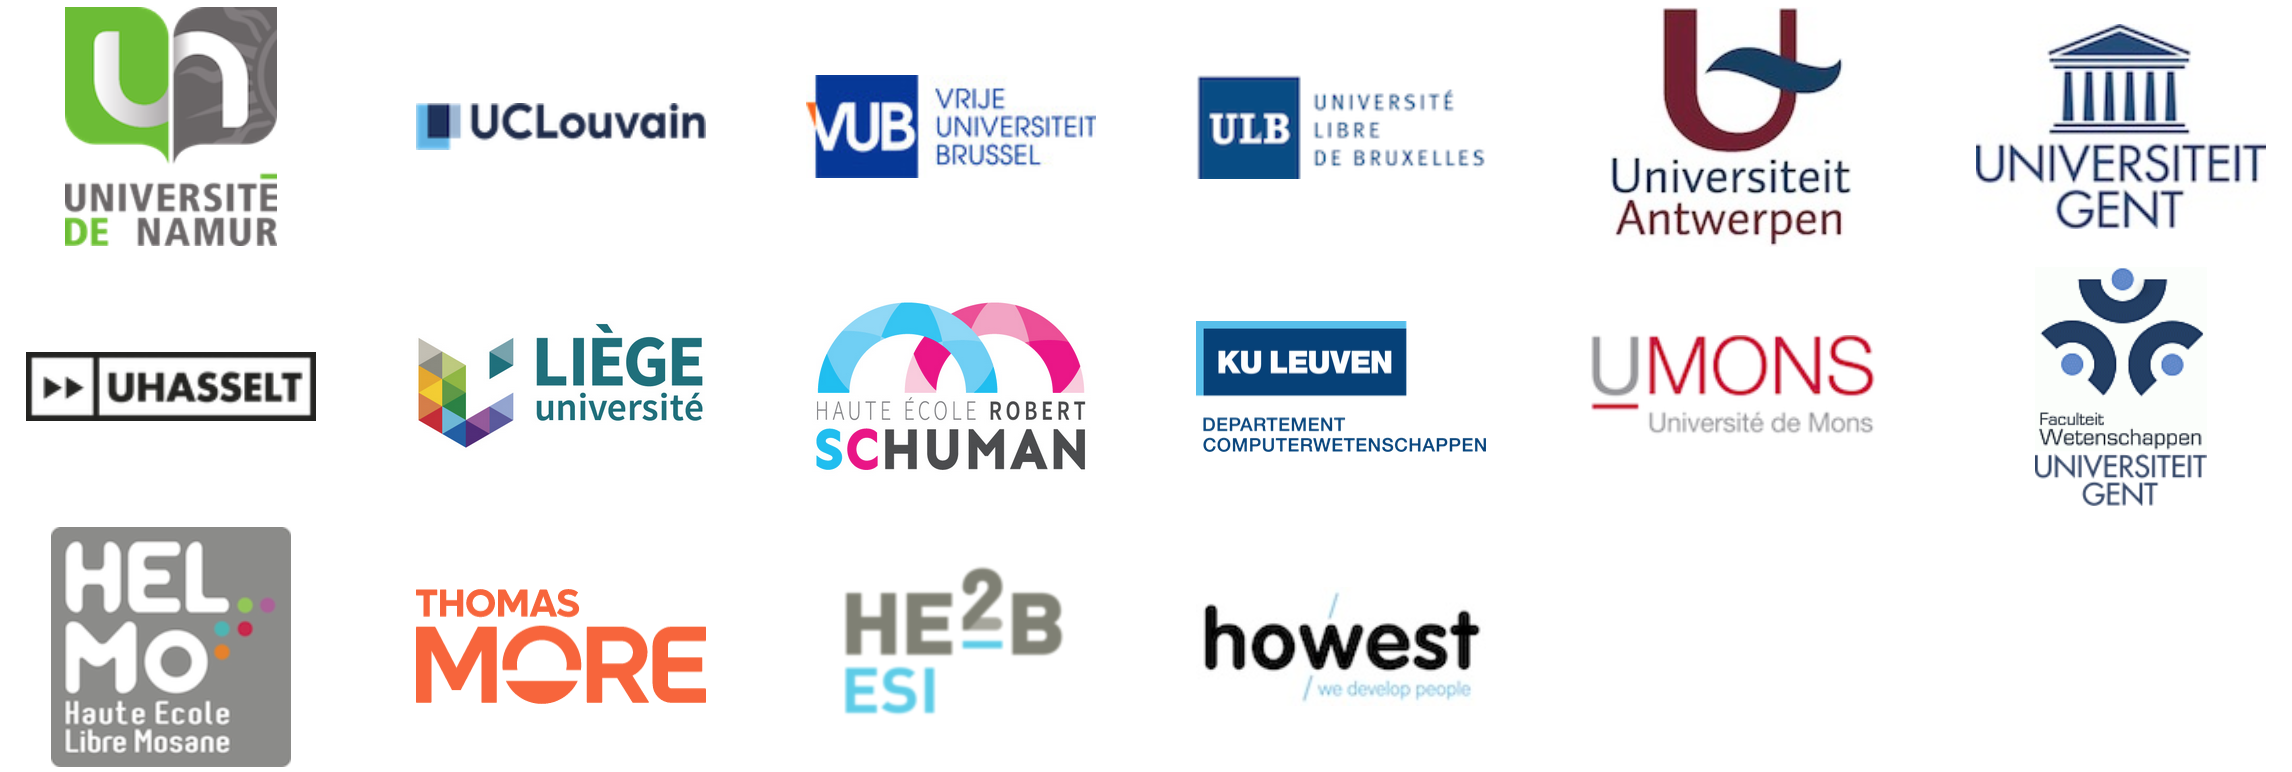 UNIVERSITÉ
DE NAMUR
UCLouvain
VUB
VRIJE
UNIVERSITEIT
BRUSSEL
ULB
UNIVERSITÉ
LIBRE
DE BRUXELLES
Universiteit
Antwerpen
UNIVERSITEIT
GENT
UHASSELT
LIÈGE
université
HAUTE ÉCOLE ROBERT
SCHUMAN
KU LEUVEN
DEPARTEMENT
COMPUTERWETENSCHAPPEN
UMONS
Université de Mons
Faculteit
Wetenschappen
UNIVERSITEIT
GENT
HEL
MO
Haute Ecole
Libre Mosane
THOMAS
MORE
HE2B
ESI
howest
we develop people